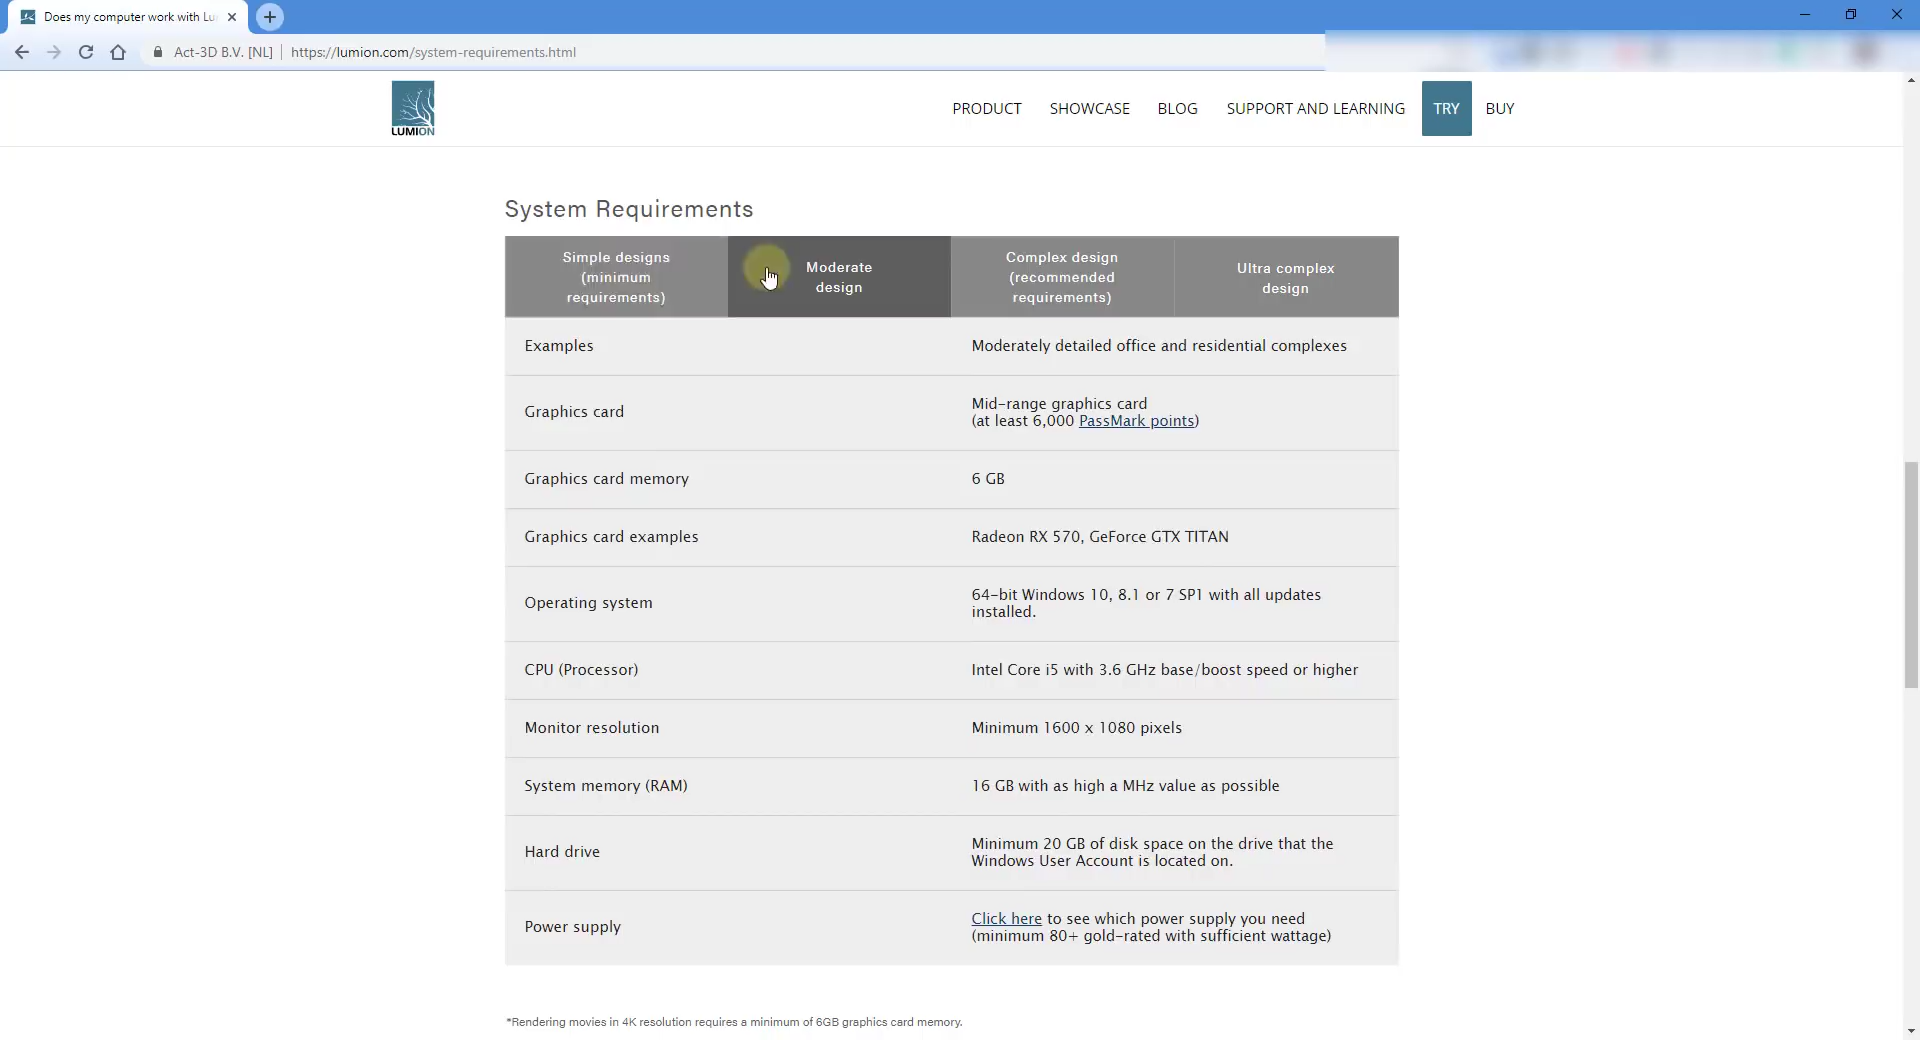 Does my computer work with Lu
Act-3D B.V. [NL]
https://lumion.com/system-requirements.html
LUMION
PRODUCT
SHOWCASE
BLOG
SUPPORT AND LEARNING
TRY
BUY
System Requirements
Simple designs
(minimum
requirements)
Moderate
design
Complex design
(recommended
requirements)
Ultra complex
design
Examples
Moderately detailed office and residential complexes
Graphics card
Mid-range graphics card
(at least 6,000 PassMark points)
Graphics card memory
6 GB
Graphics card examples
Radeon RX 570, GeForce GTX TITAN
Operating system
64-bit Windows 10, 8.1 or 7 SP1 with all updates
installed.
CPU (Processor)
Intel Core i5 with 3.6 GHz base/boost speed or higher
Monitor resolution
Minimum 1600 x 1080 pixels
System memory (RAM)
16 GB with as high a MHz value as possible
Hard drive
Minimum 20 GB of disk space on the drive that the
Windows User Account is located on.
Power supply
Click here to see which power supply you need
(minimum 80+ gold-rated with sufficient wattage)
*Rendering movies in 4K resolution requires a minimum of 6GB graphics card memory.